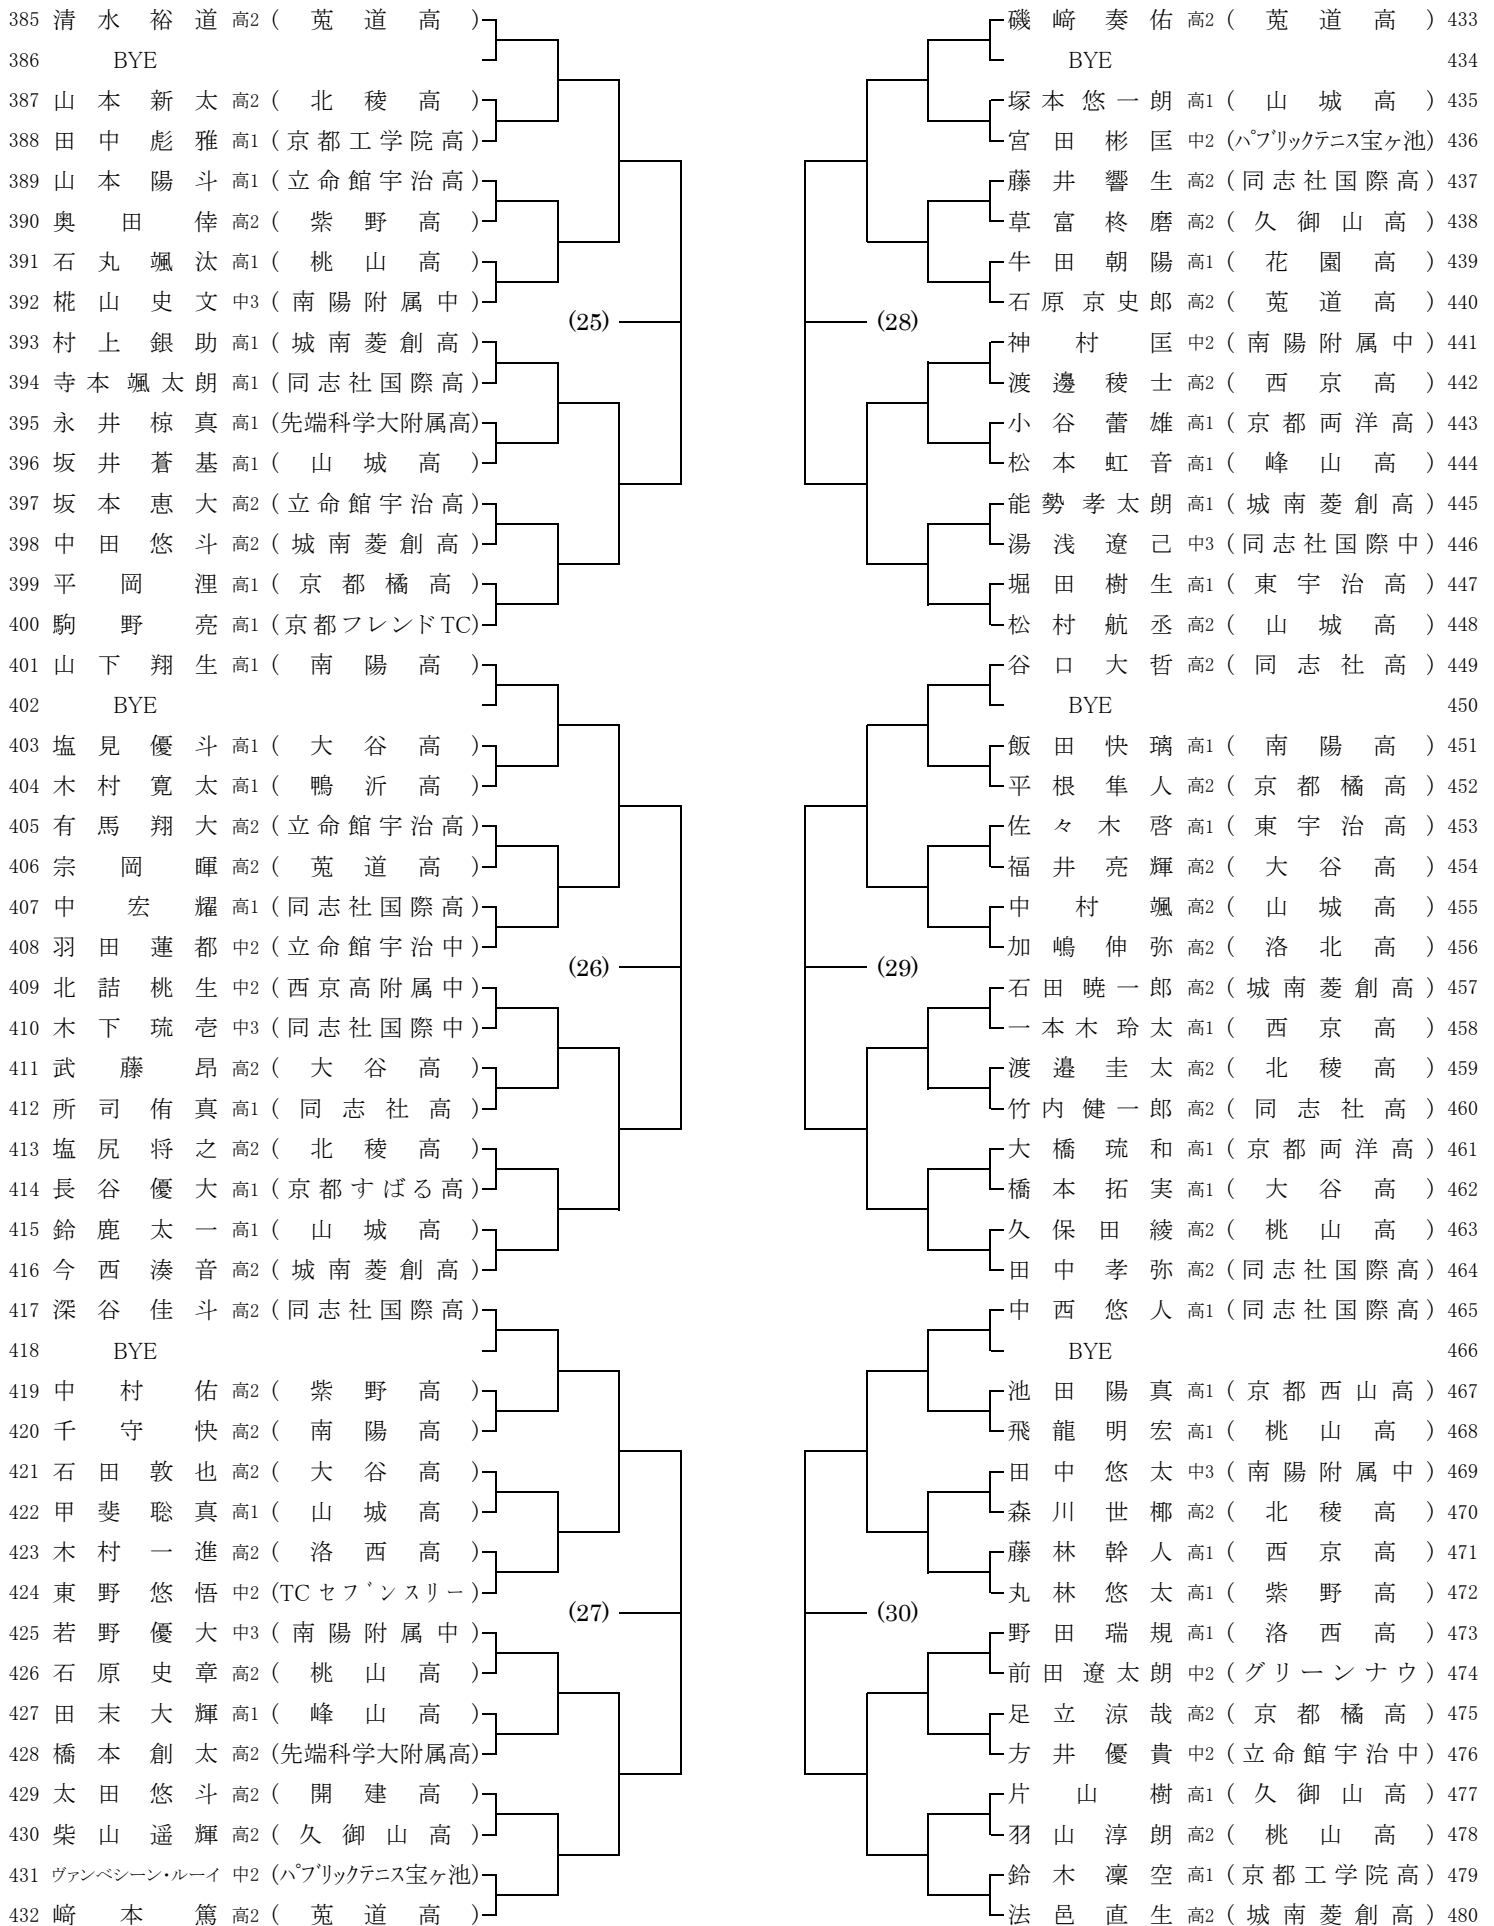 385 清水裕道 高2 (菟道高)
386 BYE
387 山本新太 高2 (北稜高)
388 田中彪雅 高1 (京都工学院高)
389 山本陽斗 高1 (立命館宇治高)
390 奥田倖 高2 (紫野高)
391 石丸颯汰 高1 (桃山高)
392 椛山史文 中3 (南陽附属中)
(25)
393 村上銀助 高1 (城南菱創高)
394 寺本颯太朗 高1 (同志社国際高)
395 永井椋真 高1 (先端科学大附属高)
396 坂井蒼基 高1 (山城高)
397 坂本恵大 高2 (立命館宇治高)
398 中田悠斗 高2 (城南菱創高)
399 平岡浬 高1 (京都橘高)
400 駒野亮 高1 (京都フレンドTC)
401 山下翔生 高1 (南陽高)
402 BYE
403 塩見優斗 高1 (大谷高)
404 木村寛太 高1 (鴨沂高)
405 有馬翔大 高2 (立命館宇治高)
406 宗岡暉 高2 (菟道高)
407 中宏耀 高1 (同志社国際高)
408 羽田蓮都 中2 (立命館宇治中)
(26)
409 北詰桃生 中2 (西京高附属中)
410 木下琉壱 中3 (同志社国際中)
411 武藤昂 高2 (大谷高)
412 所司侑真 高1 (同志社高)
413 塩尻将之 高2 (北稜高)
414 長谷優大 高1 (京都すばる高)
415 鈴鹿太一 高1 (山城高)
416 今西湊音 高2 (城南菱創高)
417 深谷佳斗 高2 (同志社国際高)
418 BYE
419 中村佑 高2 (紫野高)
420 千守快 高2 (南陽高)
421 石田敦也 高2 (大谷高)
422 甲斐聡真 高1 (山城高)
423 木村一進 高2 (洛西高)
424 東野悠悟 中2 (TCセブンスリー)
(27)
425 若野優大 中3 (南陽附属中)
426 石原史章 高2 (桃山高)
427 田末大輝 高1 (峰山高)
428 橋本創太 高2 (先端科学大附属高)
429 太田悠斗 高2 (開建高)
430 柴山遥輝 高2 (久御山高)
431 ヴァンベシーン・ルーイ 中2 (パブリックテニス宝ヶ池)
432 﨑本篤 高2 (菟道高)
磯﨑奏佑 高2 (菟道高) 433
BYE 434
塚本悠一朗 高1 (山城高) 435
宮田彬匡 中2 (パブリックテニス宝ヶ池) 436
藤井響生 高2 (同志社国際高) 437
草富柊磨 高2 (久御山高) 438
牛田朝陽 高1 (花園高) 439
石原京史郎 高2 (菟道高) 440
(28)
神村匡 中2 (南陽附属中) 441
渡邊稜士 高2 (西京高) 442
小谷蕾雄 高1 (京都両洋高) 443
松本虹音 高1 (峰山高) 444
能勢孝太朗 高1 (城南菱創高) 445
湯浅遼己 中3 (同志社国際中) 446
堀田樹生 高1 (東宇治高) 447
松村航丞 高2 (山城高) 448
谷口大哲 高2 (同志社高) 449
BYE 450
飯田快璃 高1 (南陽高) 451
平根隼人 高2 (京都橘高) 452
佐々木啓 高1 (東宇治高) 453
福井亮輝 高2 (大谷高) 454
中村颯 高2 (山城高) 455
加嶋伸弥 高2 (洛北高) 456
(29)
石田暁一郎 高2 (城南菱創高) 457
一本木玲太 高1 (西京高) 458
渡邉圭太 高2 (北稜高) 459
竹内健一郎 高2 (同志社高) 460
大橋琉和 高1 (京都両洋高) 461
橋本拓実 高1 (大谷高) 462
久保田綾 高2 (桃山高) 463
田中孝弥 高2 (同志社国際高) 464
中西悠人 高1 (同志社国際高) 465
BYE 466
池田陽真 高1 (京都西山高) 467
飛龍明宏 高1 (桃山高) 468
田中悠太 中3 (南陽附属中) 469
森川世椰 高2 (北稜高) 470
藤林幹人 高1 (西京高) 471
丸林悠太 高1 (紫野高) 472
(30)
野田瑞規 高1 (洛西高) 473
前田遼太朗 中2 (グリーンナウ) 474
足立涼哉 高2 (京都橘高) 475
方井優貴 中2 (立命館宇治中) 476
片山樹 高1 (久御山高) 477
羽山淳朗 高2 (桃山高) 478
鈴木凜空 高1 (京都工学院高) 479
法邑直生 高2 (城南菱創高) 480